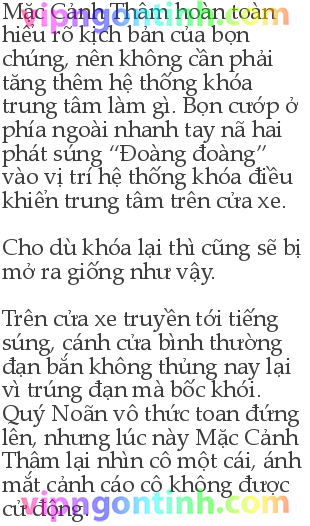 Mặc Cảnh Thâm hoàn toàn
hiểu rõ kịch bản của bọn
chúng, nên không cần phải
tăng thêm hệ thống khóa
trung tâm làm gì. Bọn cướp ở
phía ngoài nhanh tay nã hai
phát súng “Đoàng đoàng”
vào vị trí hệ thống khóa điều
khiển trung tâm trên cửa xe.

Cho dù khóa lại thì cũng sẽ bị
mở ra giống như vậy.

Trên cửa xe truyền tới tiếng
súng, cánh cửa bình thường
đạn bắn không thủng nay lại
vì trúng đạn mà bốc khói.
Quý Noãn vô thức toan đứng
lên, nhưng lúc này Mặc Cảnh
Thâm lại nhìn cô một cái, ánh
mắt cảnh cáo cô không được
cử động.
vipngontinh.com
vipngontinh.com